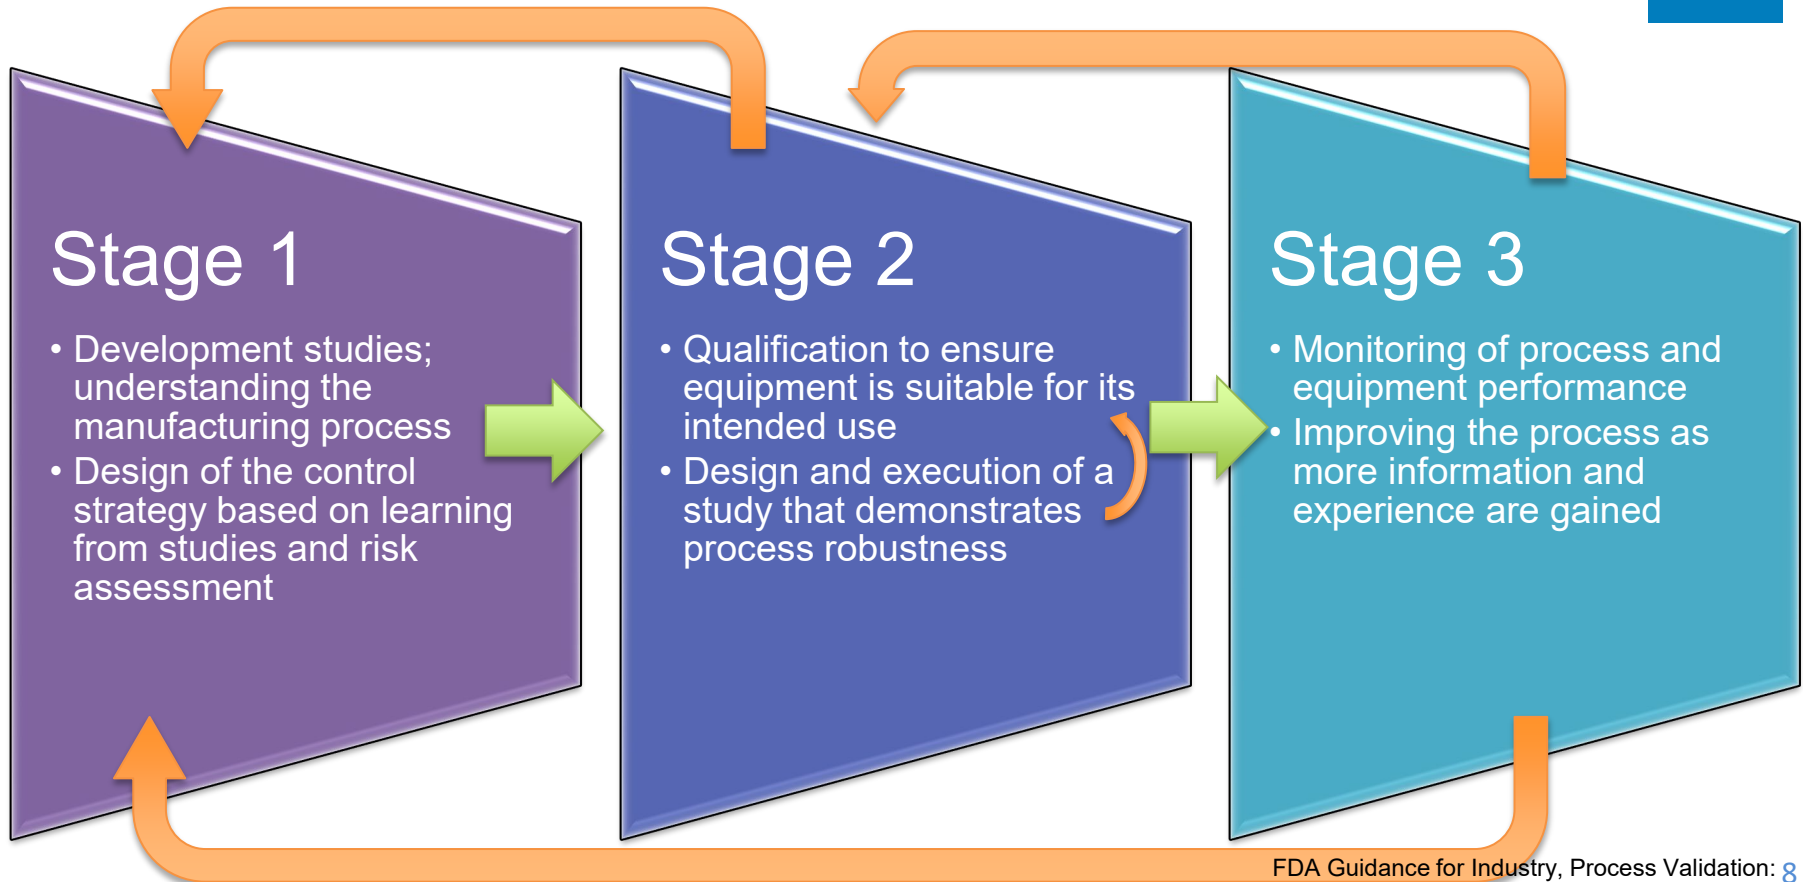 Stage 1
• Development studies;
understanding the
manufacturing process
• Design of the control
strategy based on learning
from studies and risk
assessment
Stage 2
• Qualification to ensure
equipment is suitable for its
intended use
• Design and execution of a
study that demonstrates
process robustness
Stage 3
• Monitoring of process and
equipment performance
• Improving the process as
more information and
experience are gained
FDA Guidance for Industry, Process Validation: 8